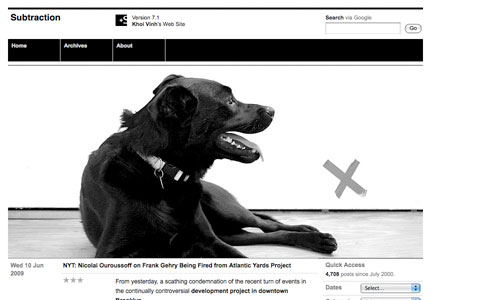 Subtraction
Version 7.1
Khoi Vinh's Web Site
Search via Google
Go
Home
Archives
About
Wed 10 Jun
2009
NYT: Nicolai Ouroussoff on Frank Gehry Being Fired from Atlantic Yards Project
From yesterday, a scathing condemnation of the recent turn of events in
the continually controversial development project in downtown
Quick Access
4,708 posts since July 2000.
Dates
Select...